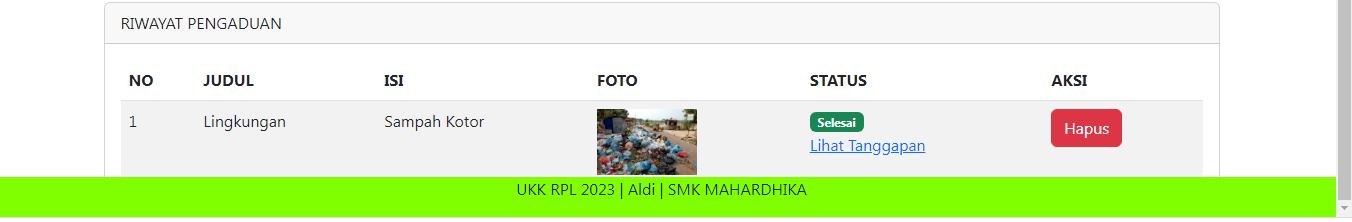 RIWAYAT PENGADUAN
NO JUDUL ISI FOTO STATUS AKSI
1 Lingkungan Sampah Kotor Selesai Hapus
Lihat Tanggapan
UKK RPL 2023 | Aldi | SMK MAHARDHIKA